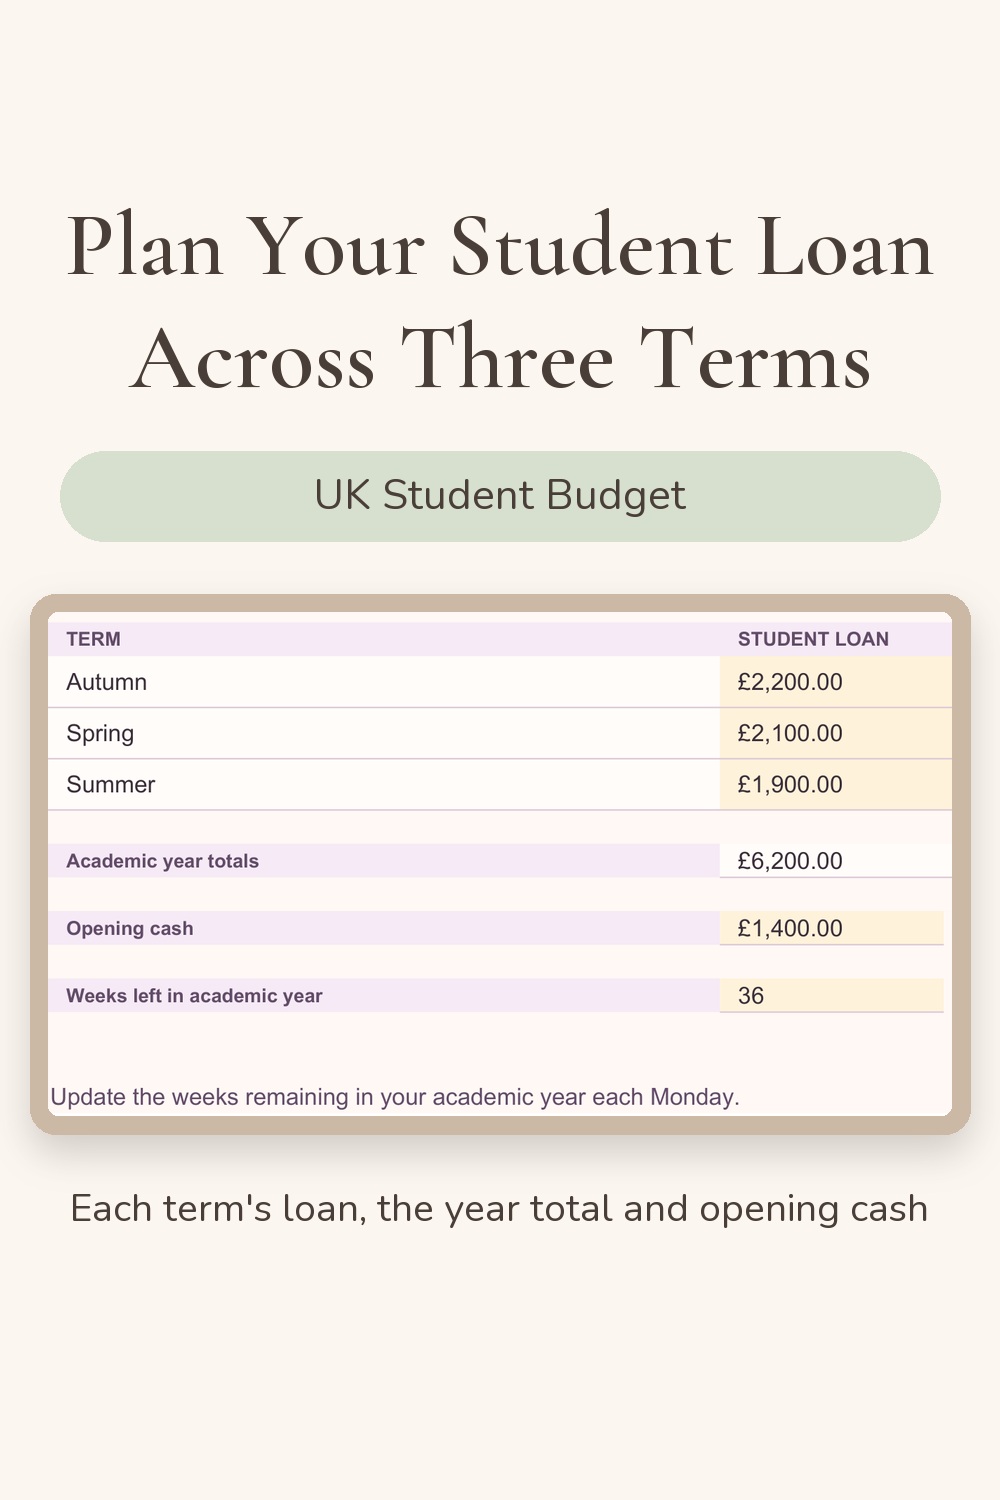 Plan Your Student Loan
Across Three Terms
UK Student Budget
TERM STUDENT LOAN
Autumn £2,200.00
Spring £2,100.00
Summer £1,900.00
Academic year totals £6,200.00
Opening cash £1,400.00
Weeks left in academic year 36
Update the weeks remaining in your academic year each Monday.
Each term's loan, the year total and opening cash